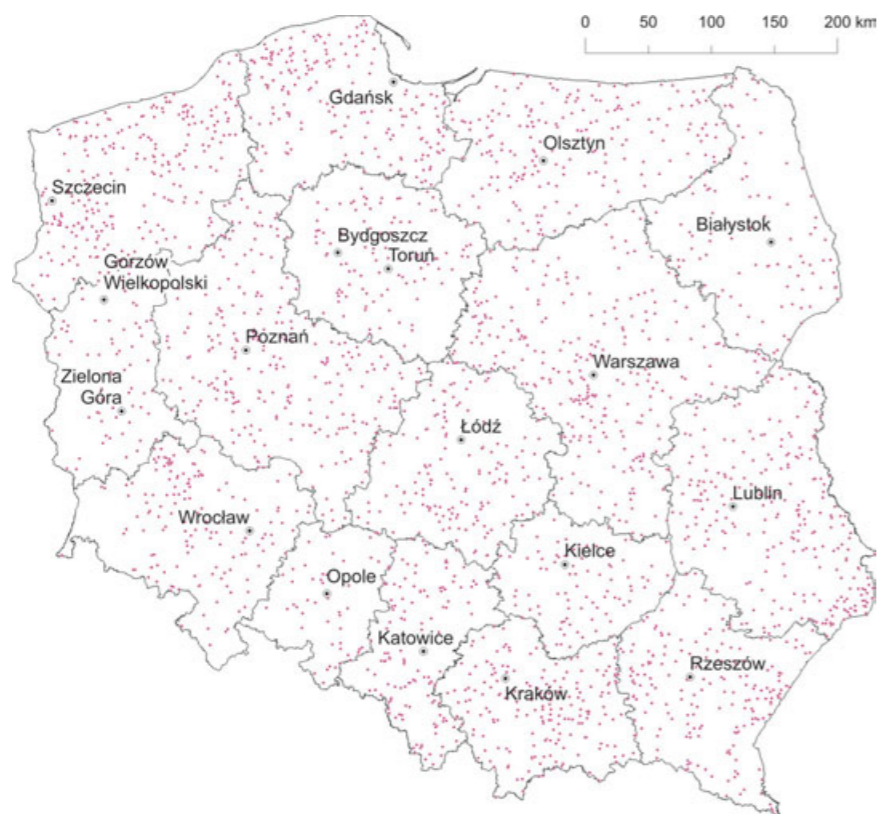 0 50 100 150 200 km
Gdańsk
Olsztyn
Szczecin
Białystok
Bydgoszcz
Toruń
Gorzów
Wielkopolski
Poznań
Warszawa
Zielona
Góra
Łódź
Lublin
Wrocław
Kielce
Opole
Katowice
Rzeszów
Kraków